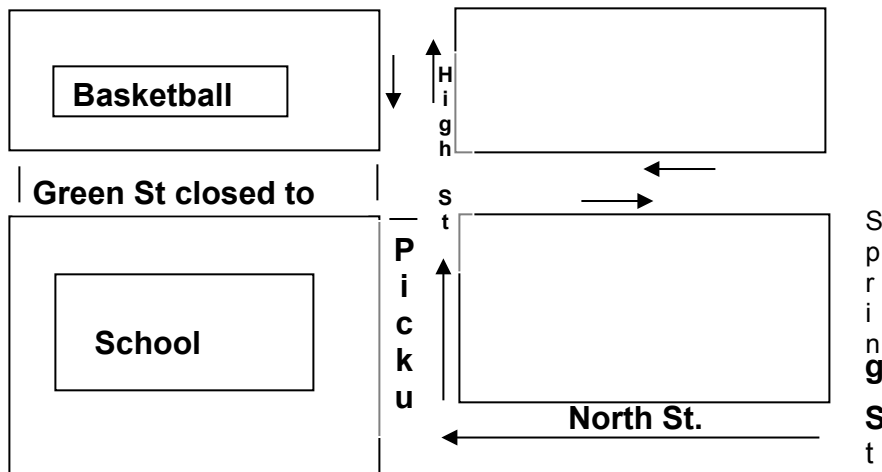 Basketball
High St
Green St closed to
Picku
School
North St.
Spring St